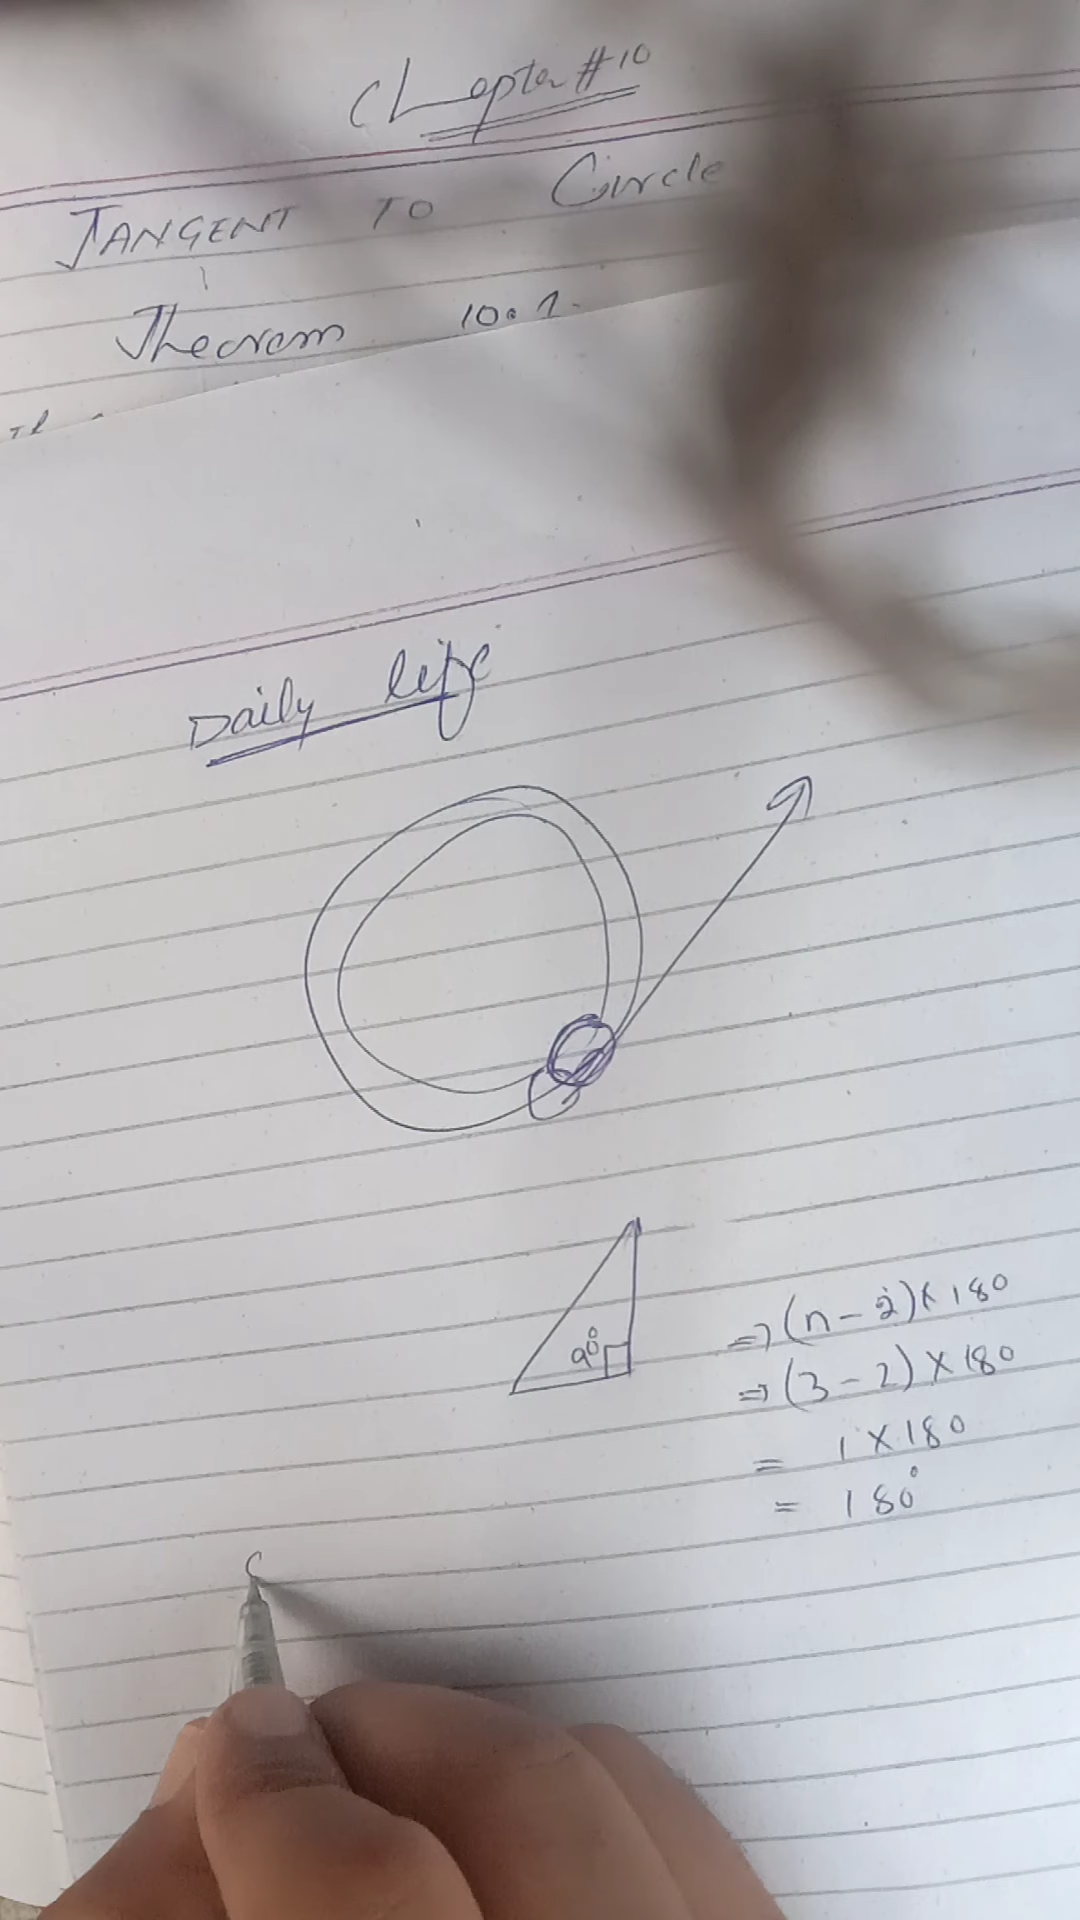 Chapter #10
TANGENT TO Circle
Theorem 10.1.
Daily life
90°
⇒ (n - 2) × 180
⇒ (3 - 2) × 180
= 1 × 180
= 180°